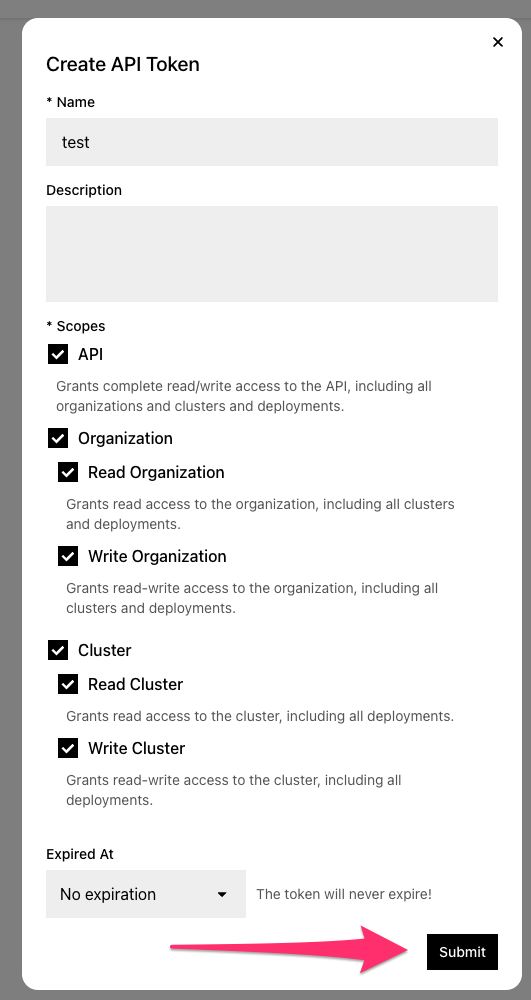 Create API Token
* Name
test
Description
* Scopes
API
Grants complete read/write access to the API, including all
organizations and clusters and deployments.
Organization
Read Organization
Grants read access to the organization, including all clusters
and deployments.
Write Organization
Grants read-write access to the organization, including all
clusters and deployments.
Cluster
Read Cluster
Grants read access to the cluster, including all deployments.
Write Cluster
Grants read-write access to the cluster, including all
deployments.
Expired At
No expiration
The token will never expire!
Submit